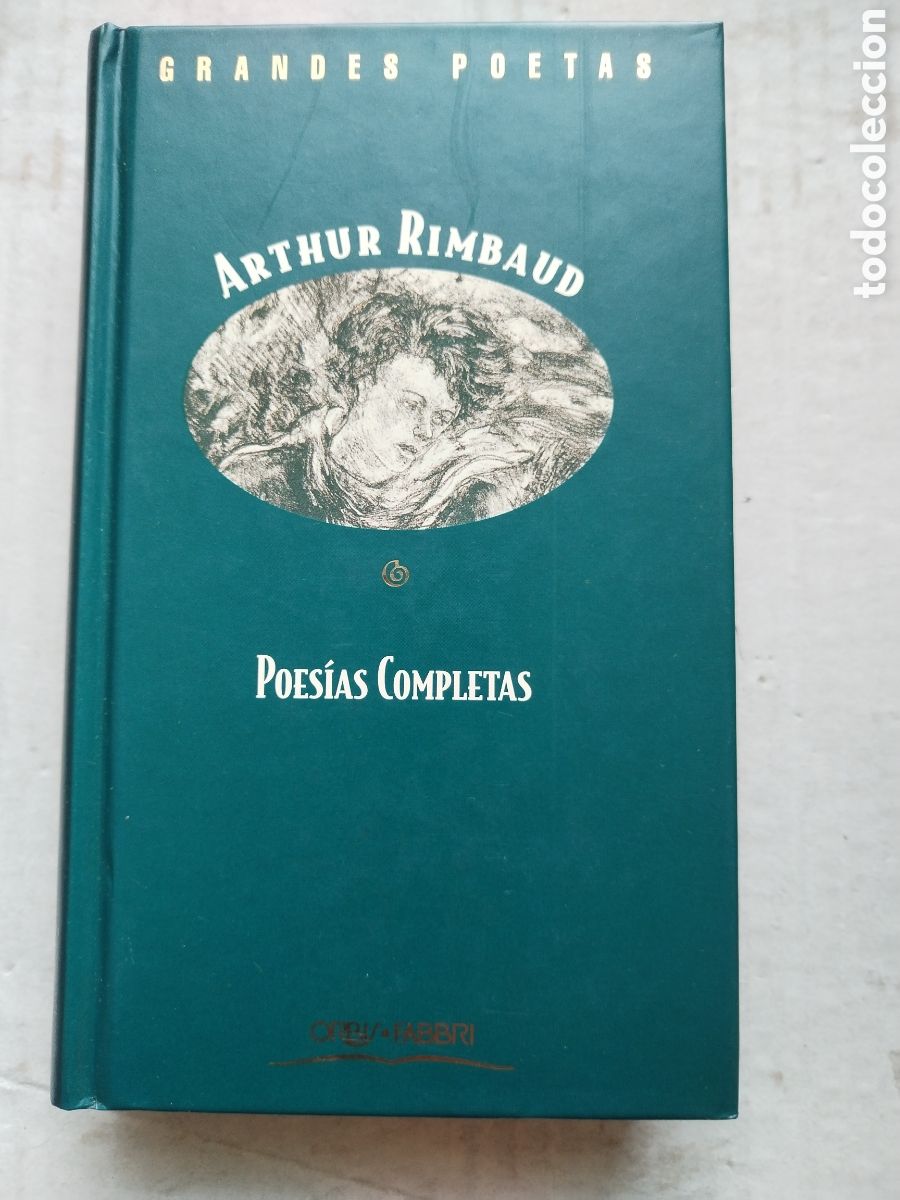 GRANDES POETAS
ARTHUR RIMBAUD
POESÍAS COMPLETAS
ORBIS • FABBRI
todocoleccion